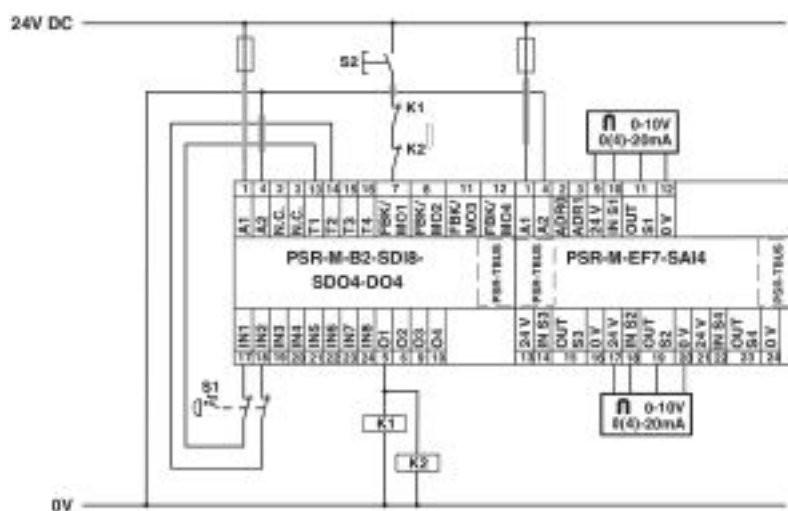 24V DC
S2
K1
K2
0-10V
0(4)-20mA
1 4 2 3 13 14 15 16 7 8 11 12 1 4 2 3 9 10 11 12
A1 A2 N.C. N.C. T1 T2 T3 T4 FBK/MO1 FBK/MO2 FBK/MO3 FBK/MO4 A1 A2 ADR0 ADR1 24 V IN S1 OUT S1 0 V
PSR-M-B2-SDI8-
SDO4-DO4
PSR-TBUS
PSR-TBUS
PSR-M-EF7-SAI4
PSR-TBUS
IN1 IN2 IN3 IN4 IN5 IN6 IN7 IN8 O1 O2 O3 O4 24 V IN S3 OUT S3 0 V 24 V IN S2 OUT S2 0V 24 V IN S4 OUT S4 0 V
17 18 19 20 21 22 23 24 5 6 9 10 13 14 15 16 17 18 19 20 21 22 23 24
S1
K1
K2
0-10V
0(4)-20mA
0V